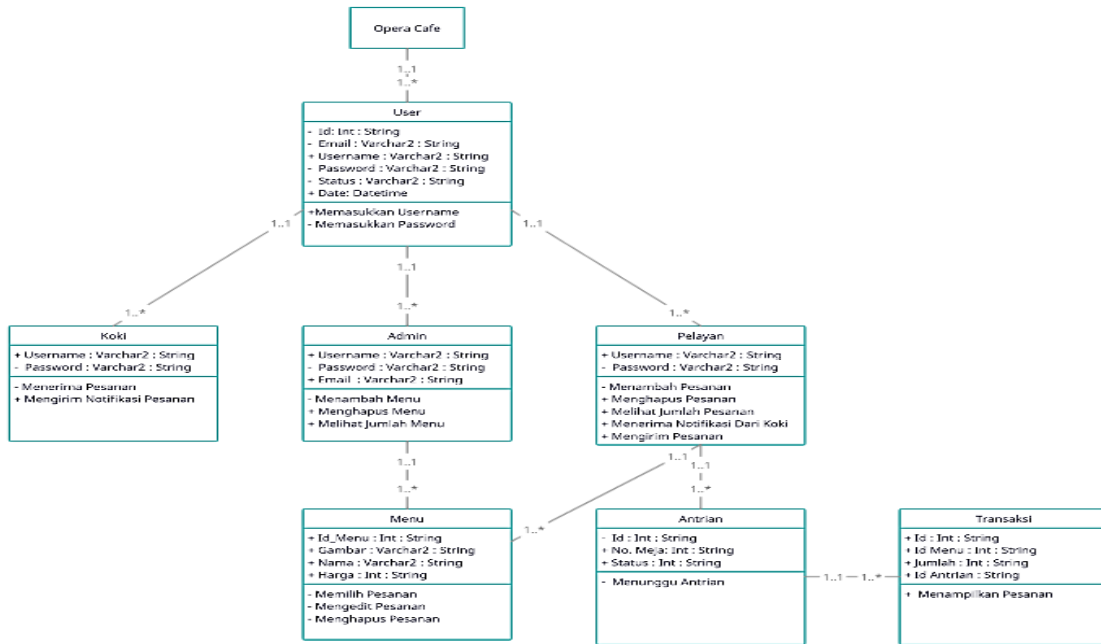 Opera Cafe
1..1
1..*
User
- Id: Int : String
- Email : Varchar2 : String
+ Username : Varchar2 : String
- Password : Varchar2 : String
- Status : Varchar2 : String
+ Date: Datetime
+Memasukkan Username
- Memasukkan Password
1..1
1..1
1..1
1..*
1..*
1..*
Koki
+ Username : Varchar2 : String
- Password : Varchar2 : String
- Menerima Pesanan
+ Mengirim Notifikasi Pesanan
Admin
+ Username : Varchar2 : String
- Password : Varchar2 : String
+ Email : Varchar2 : String
- Menambah Menu
+ Menghapus Menu
+ Melihat Jumlah Menu
Pelayan
+ Username : Varchar2 : String
- Password : Varchar2 : String
- Menambah Pesanan
+ Menghapus Pesanan
+ Melihat Jumlah Pesanan
+ Menerima Notifikasi Dari Koki
+ Mengirim Pesanan
1..1
1..1
1..1
1..*
1..*
1..*
Menu
+ Id_Menu : Int : String
+ Gambar : Varchar2 : String
+ Nama : Varchar2 : String
+ Harga : Int : String
- Memilih Pesanan
- Mengedit Pesanan
- Menghapus Pesanan
Antrian
- Id : Int : String
+ No. Meja: Int : String
+ Status : Int : String
- Menunggu Antrian
1..1
1..*
Transaksi
+ Id : Int : String
+ Id Menu : Int : String
+ Jumlah : Int : String
+ Id Antrian : String
+ Menampilkan Pesanan